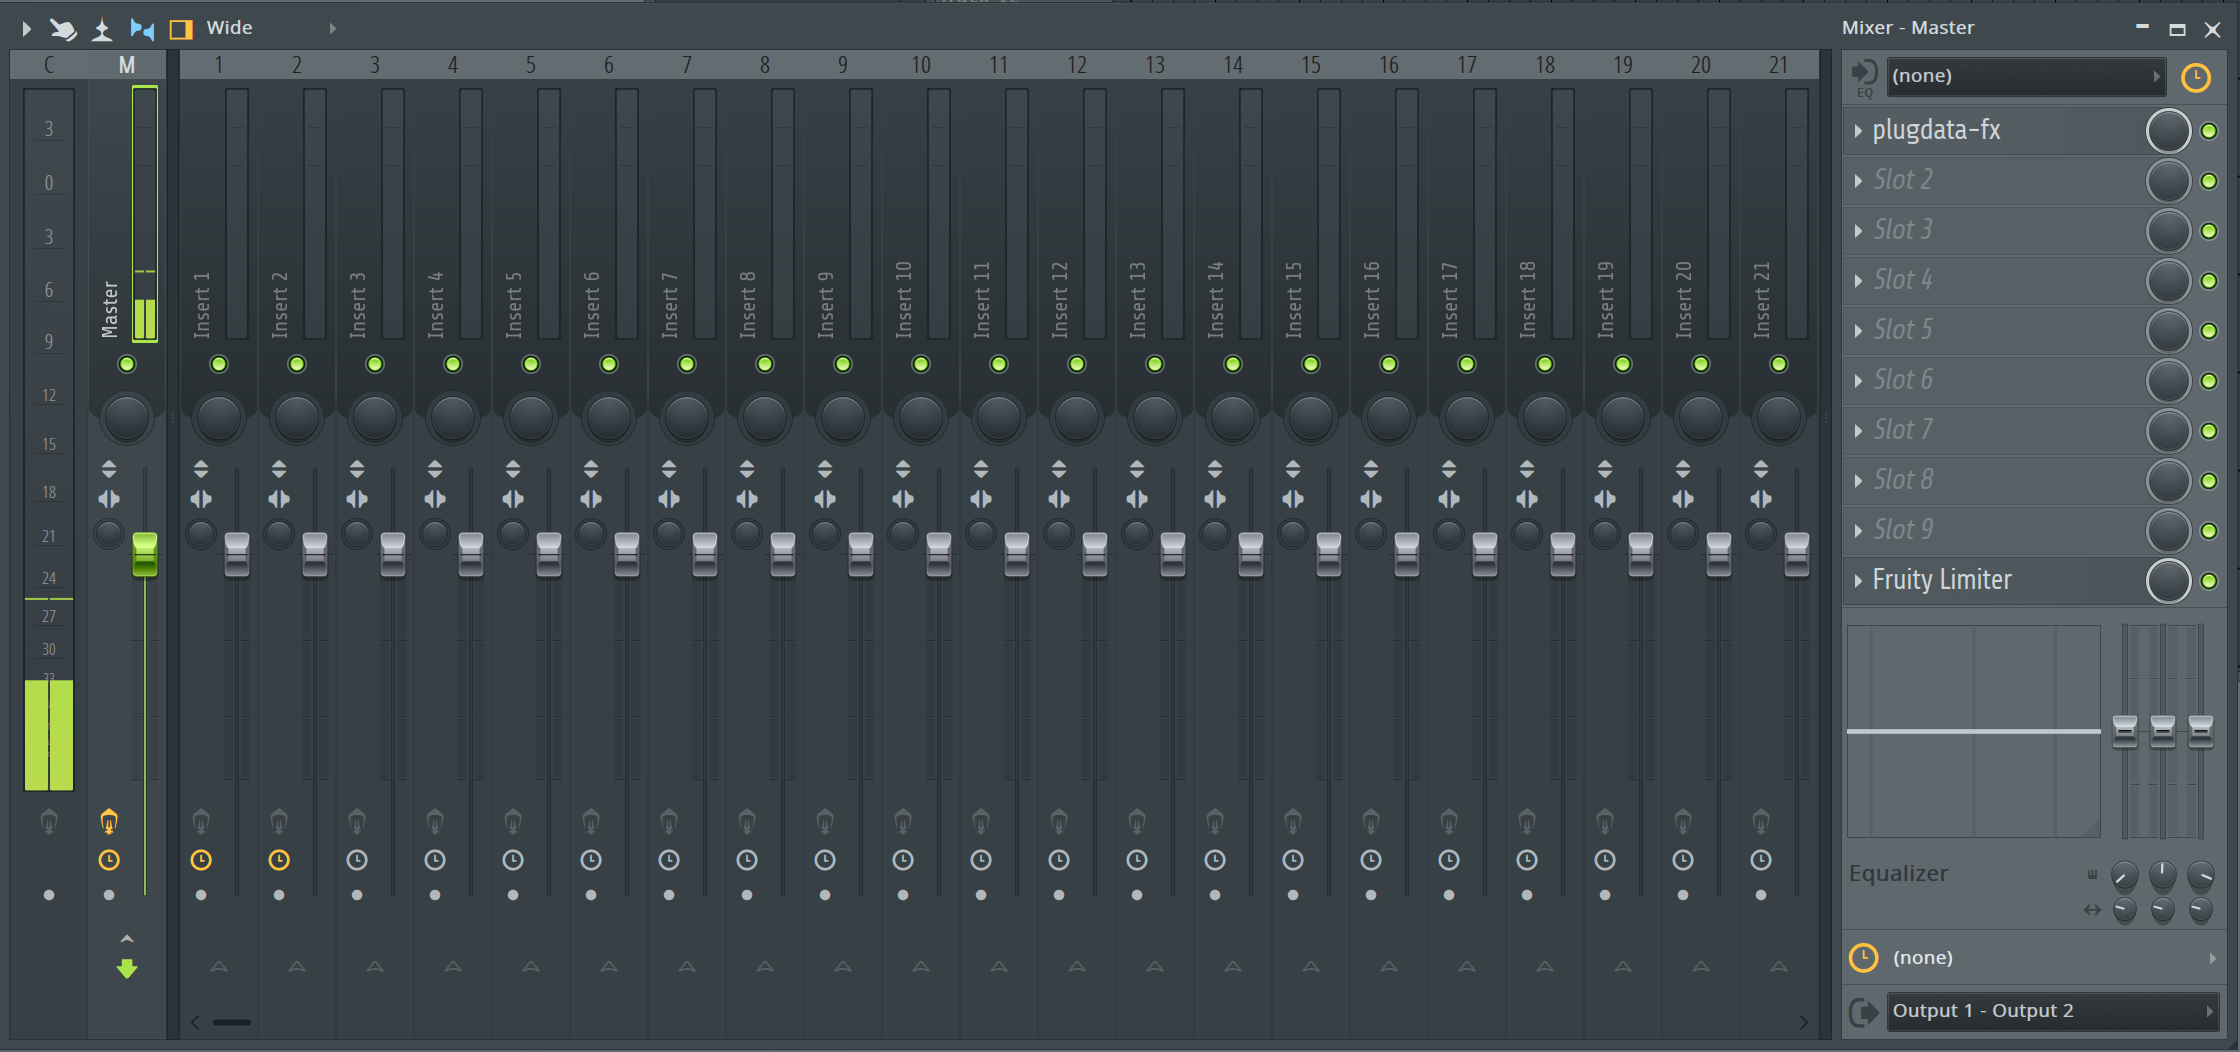 Wide
Mixer - Master
C M 1 2 3 4 5 6 7 8 9 10 11 12 13 14 15 16 17 18 19 20 21
3
0
3
6
9
12
15
18
21
24
27
30
33
Master
Insert 1
Insert 2
Insert 3
Insert 4
Insert 5
Insert 6
Insert 7
Insert 8
Insert 9
Insert 10
Insert 11
Insert 12
Insert 13
Insert 14
Insert 15
Insert 16
Insert 17
Insert 18
Insert 19
Insert 20
Insert 21
EQ
(none)
plugdata-fx
Slot 2
Slot 3
Slot 4
Slot 5
Slot 6
Slot 7
Slot 8
Slot 9
Fruity Limiter
Equalizer
(none)
Output 1 - Output 2